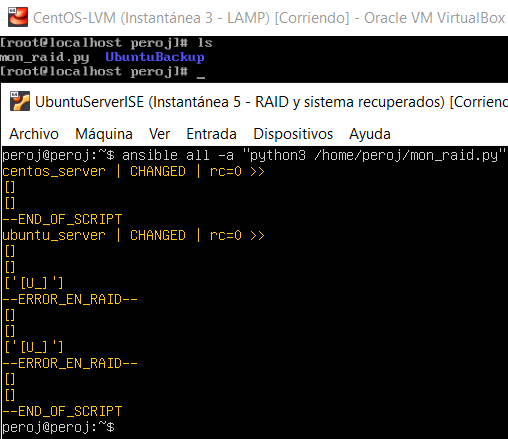 CentOS-LVM (Instantánea 3 - LAMP) [Corriendo] - Oracle VM VirtualBox
[root@localhost peroj]# ls
mon_raid.py  UbuntuBackup
[root@localhost peroj]# _
UbuntuServerISE (Instantánea 5 - RAID y sistema recuperados) [Corriendo
Archivo Máquina Ver Entrada Dispositivos Ayuda
peroj@peroj:~$ ansible all -a "python3 /home/peroj/mon_raid.py"
centos_server | CHANGED | rc=0 >>
[]
[]
--END_OF_SCRIPT
ubuntu_server | CHANGED | rc=0 >>
[]
[]
['[U_]']
--ERROR_EN_RAID--
[]
[]
['[U_]']
--ERROR_EN_RAID--
[]
[]
--END_OF_SCRIPT
peroj@peroj:~$